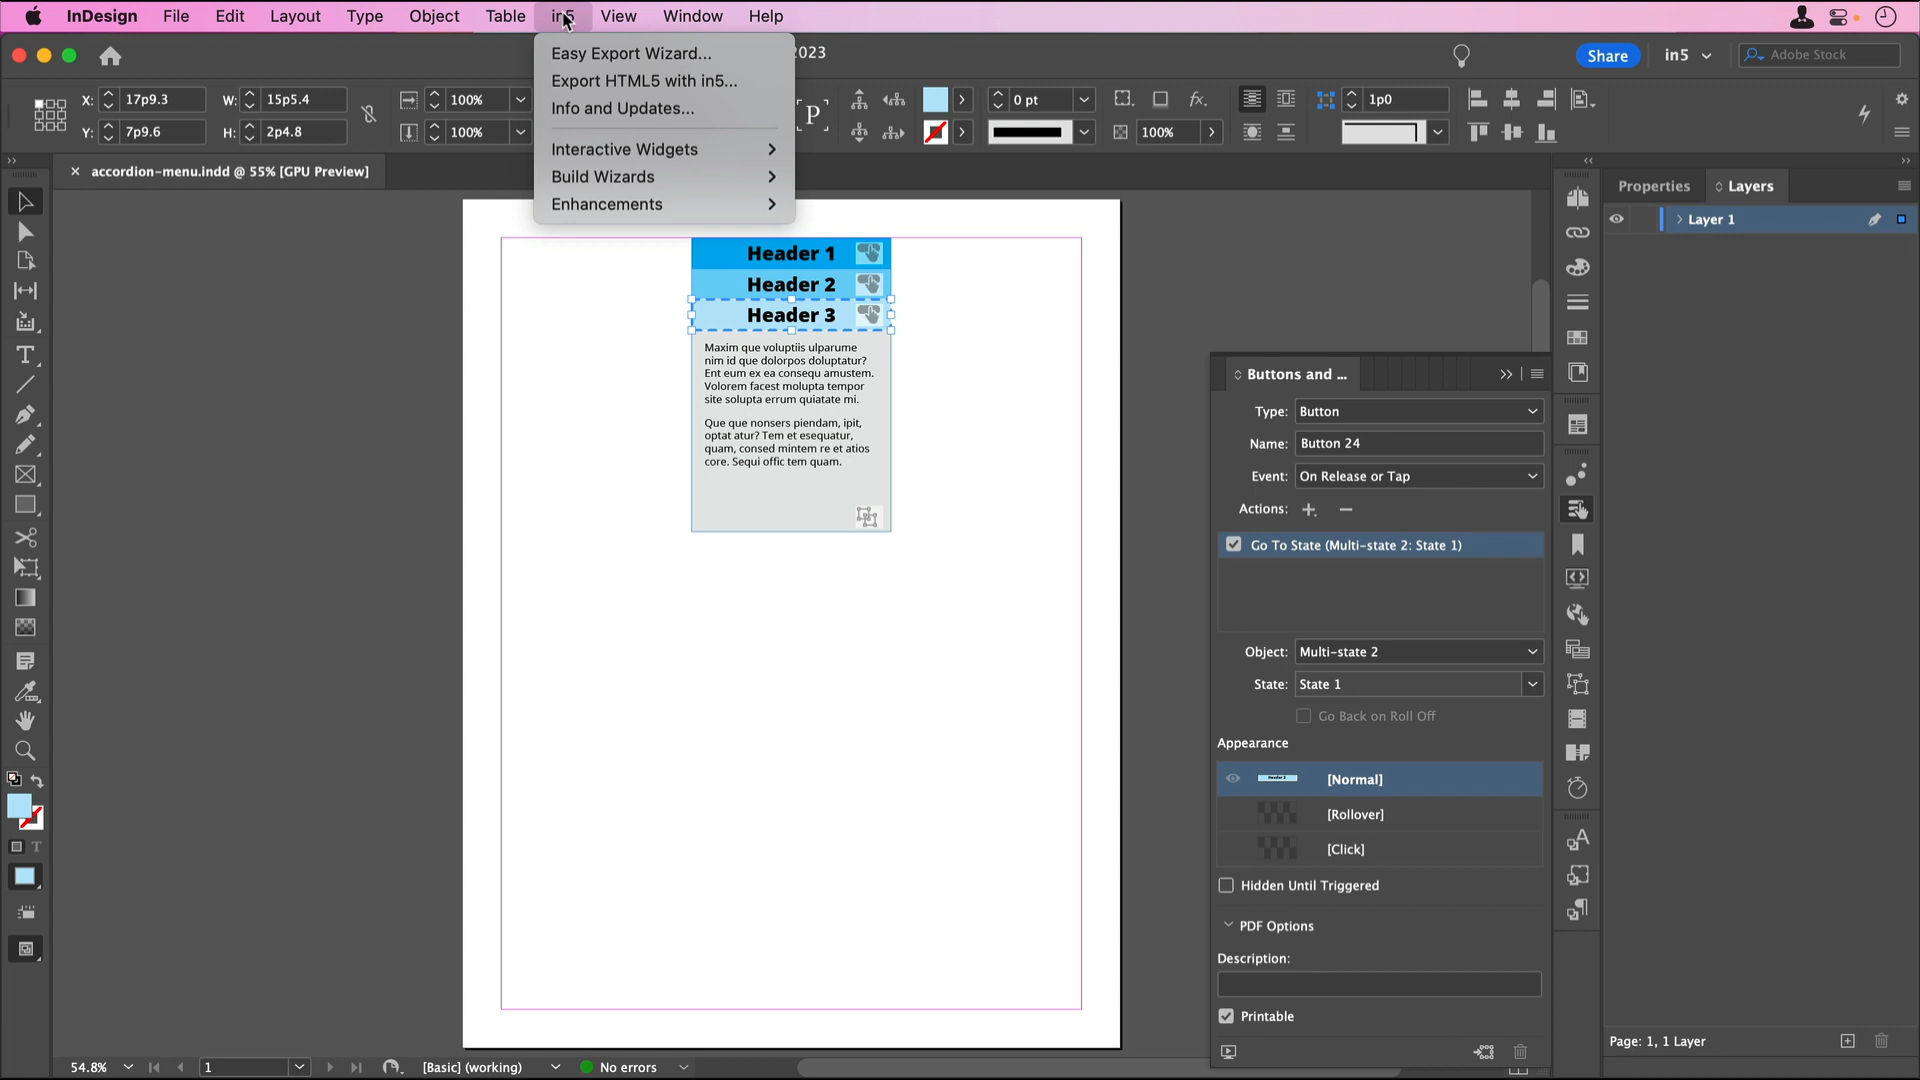 InDesign File Edit Layout Type Object Table in5 View Window Help
Easy Export Wizard...
Export HTML5 with in5...
Info and Updates...
Interactive Widgets
Build Wizards
Enhancements
2023
Share
in5
Adobe Stock
X: 17p9.3 W: 15p5.4 100% 0 pt 1p0
Y: 7p9.6 H: 2p4.8 100% 100%
accordion-menu.indd @ 55% [GPU Preview]
Header 1
Header 2
Header 3
Maxim que voluptiis ulparume
nim id que dolorpos doluptatur?
Ent eum ex ea consequ amustem.
Volorem facest molupta tempor
site solupta errum quiatate mi.
Que que nonsers piendam, ipit,
optat atur? Tem et esequatur,
quam, consed mintem re et atios
core. Sequi offic tem quam.
Buttons and ...
Type: Button
Name: Button 24
Event: On Release or Tap
Actions:
Go To State (Multi-state 2: State 1)
Object: Multi-state 2
State: State 1
Go Back on Roll Off
Appearance
[Normal]
[Rollover]
[Click]
Hidden Until Triggered
PDF Options
Description:
Printable
Properties Layers
Layer 1
Page: 1, 1 Layer
54.8% 1 [Basic] (working) No errors